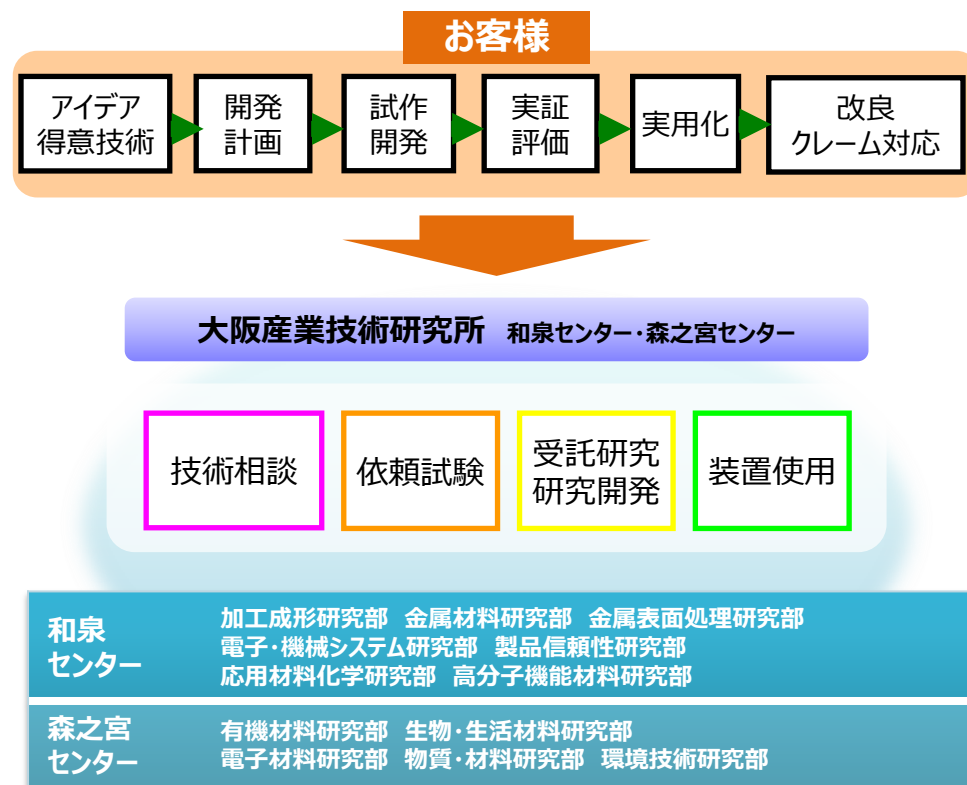 お客様
アイデア
得意技術
開発
計画
試作
開発
実証
評価
実用化
改良
クレーム対応
大阪産業技術研究所 和泉センター・森之宮センター
技術相談
依頼試験
受託研究
研究開発
装置使用
和泉
センター
加工成形研究部 金属材料研究部 金属表面処理研究部
電子・機械システム研究部 製品信頼性研究部
応用材料化学研究部 高分子機能材料研究部
森之宮
センター
有機材料研究部 生物・生活材料研究部
電子材料研究部 物質・材料研究部 環境技術研究部